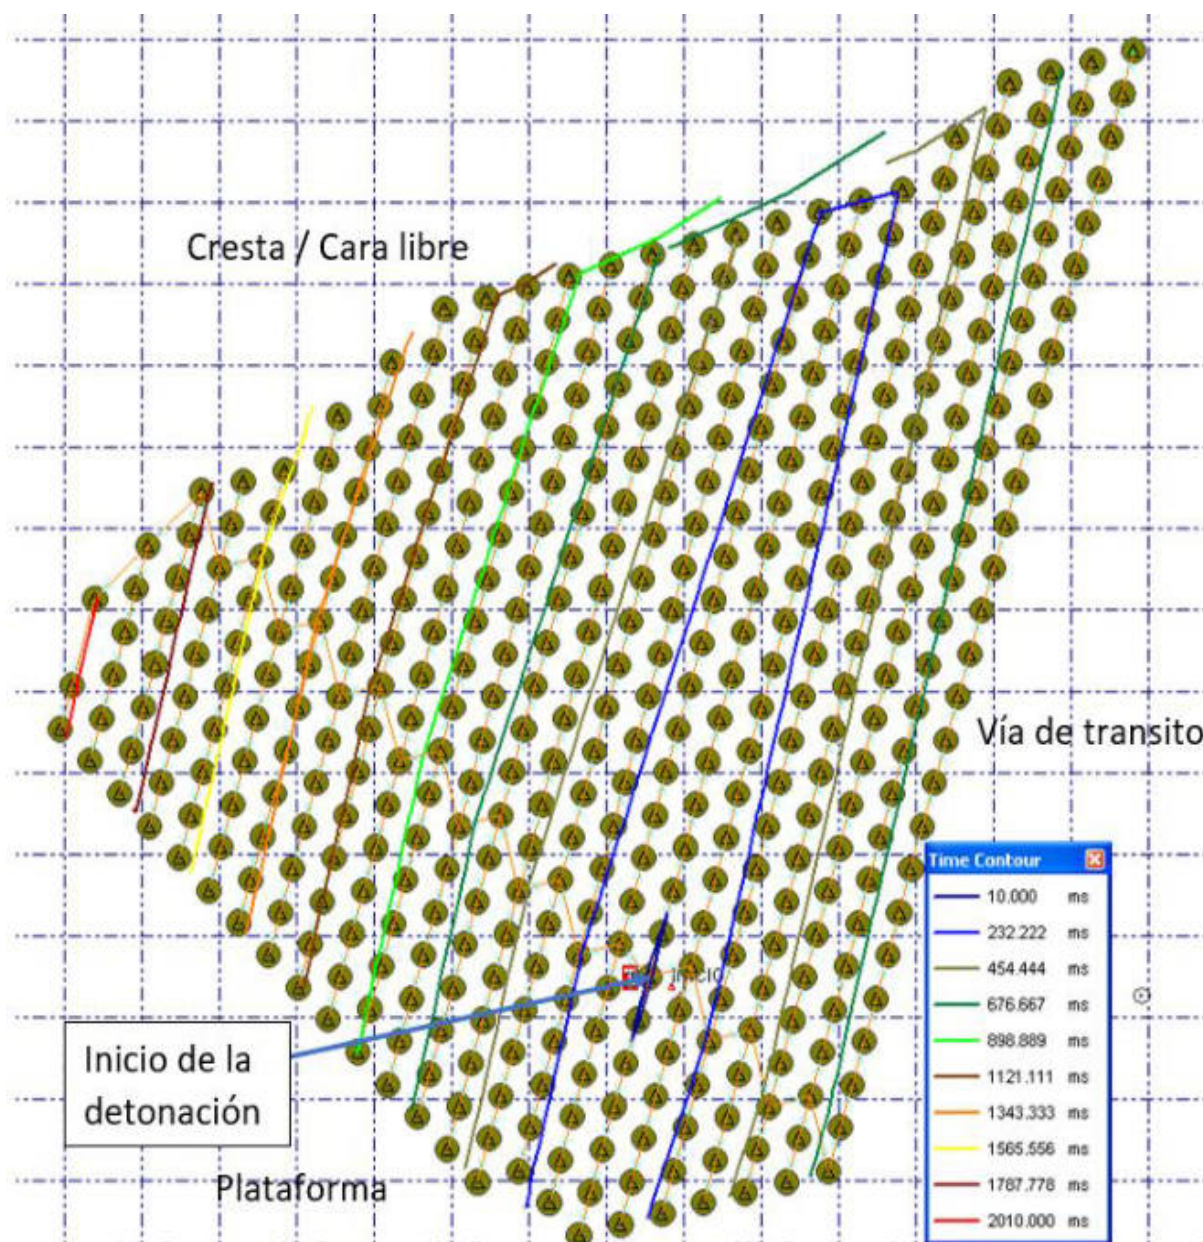 Cresta / Cara libre
Vía de transito
Time Contour
10.000 ms
232.222 ms
454.444 ms
676.667 ms
898.889 ms
1121.111 ms
1343.333 ms
1565.556 ms
1787.778 ms
2010.000 ms
Inicio de la
detonación
Plataforma